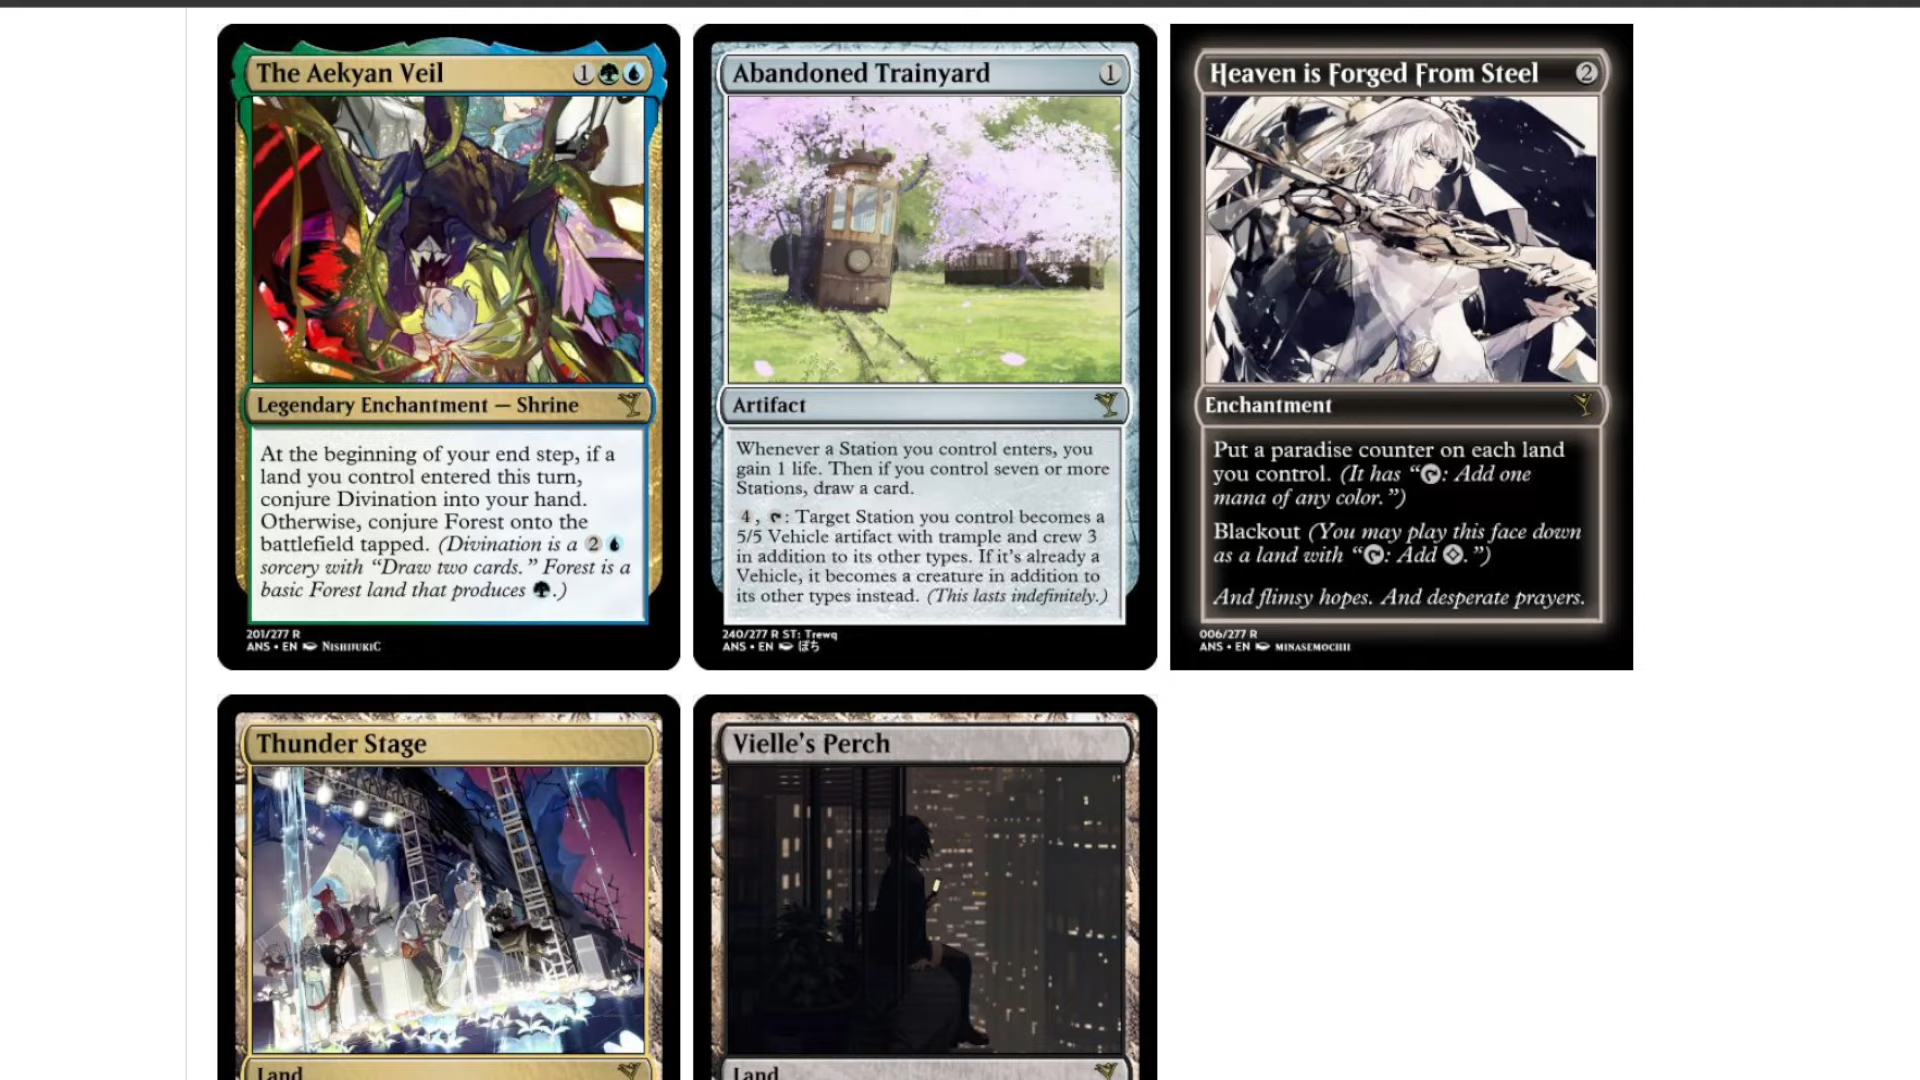 The Aekyan Veil 1
Legendary Enchantment — Shrine
At the beginning of your end step, if a
land you control entered this turn,
conjure Divination into your hand.
Otherwise, conjure Forest onto the
battlefield tapped. (Divination is a 2
sorcery with “Draw two cards.” Forest is a
basic Forest land that produces .)
201/277 R
ANS • EN NISHIJUKIC
Abandoned Trainyard 1
Artifact
Whenever a Station you control enters, you
gain 1 life. Then if you control seven or more
Stations, draw a card.
4, : Target Station you control becomes a
5/5 Vehicle artifact with trample and crew 3
in addition to its other types. If it’s already a
Vehicle, it becomes a creature in addition to
its other types instead. (This lasts indefinitely.)
240/277 R ST: Trewq
ANS • EN ぽち
Heaven is Forged From Steel 2
Enchantment
Put a paradise counter on each land
you control. (It has “: Add one
mana of any color.”)
Blackout (You may play this face down
as a land with “: Add .”)
And flimsy hopes. And desperate prayers.
006/277 R
ANS • EN MINASEMOCHII
Thunder Stage
Land
Vielle’s Perch
Land